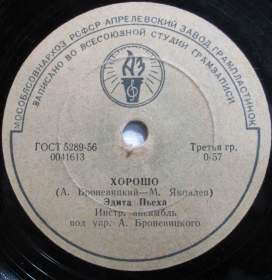 МОСОБЛСОВНАРХОЗ РСФСР АПРЕЛЕВСКИЙ ЗАВОД ГРАМПЛАСТИНОК
ЗАПИСАНО ВО ВСЕСОЮЗНОЙ СТУДИИ ГРАМЗАПИСИ
АЗ
ГОСТ 5289-56
0041613
Третья гр.
0-57
ХОРОШО
(А. Броневицкий—М. Яковлев)
Эдита Пьеха
Инстр. ансамбль
под упр. А. Броневицкого